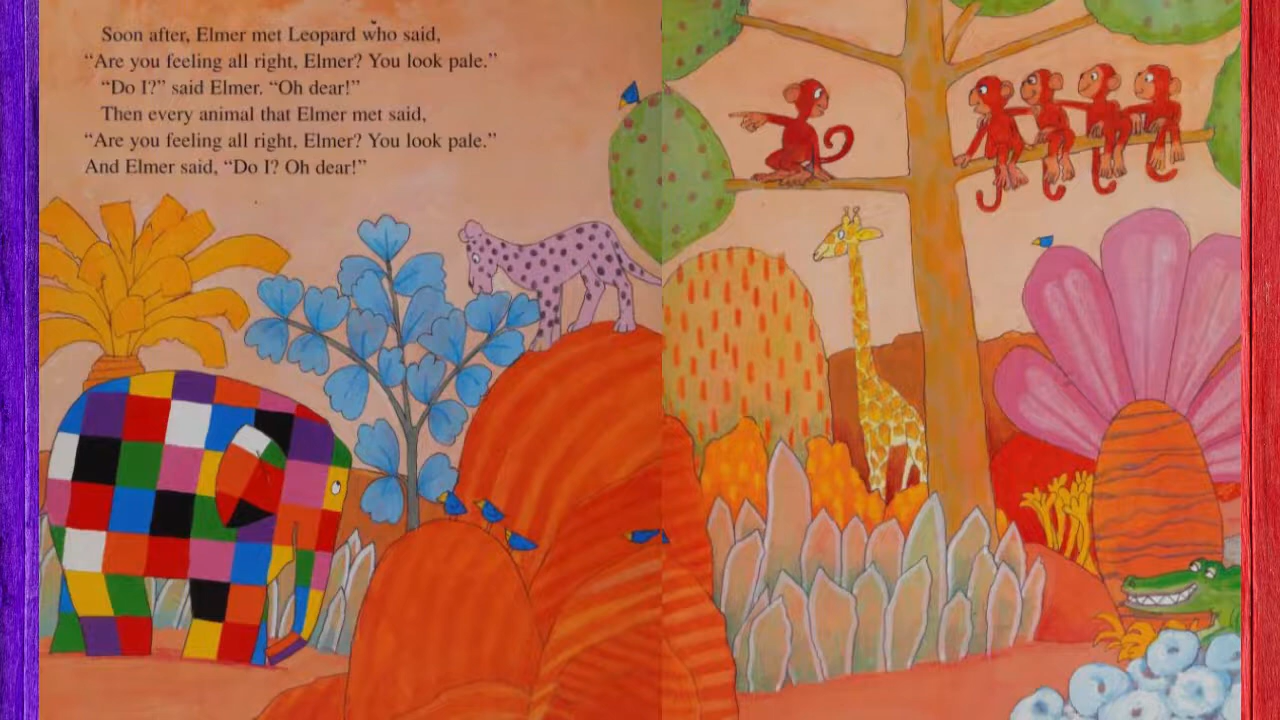 Soon after, Elmer met Leopard who said,
“Are you feeling all right, Elmer? You look pale.”
“Do I?” said Elmer. “Oh dear!”
Then every animal that Elmer met said,
“Are you feeling all right, Elmer? You look pale.”
And Elmer said, “Do I? Oh dear!”